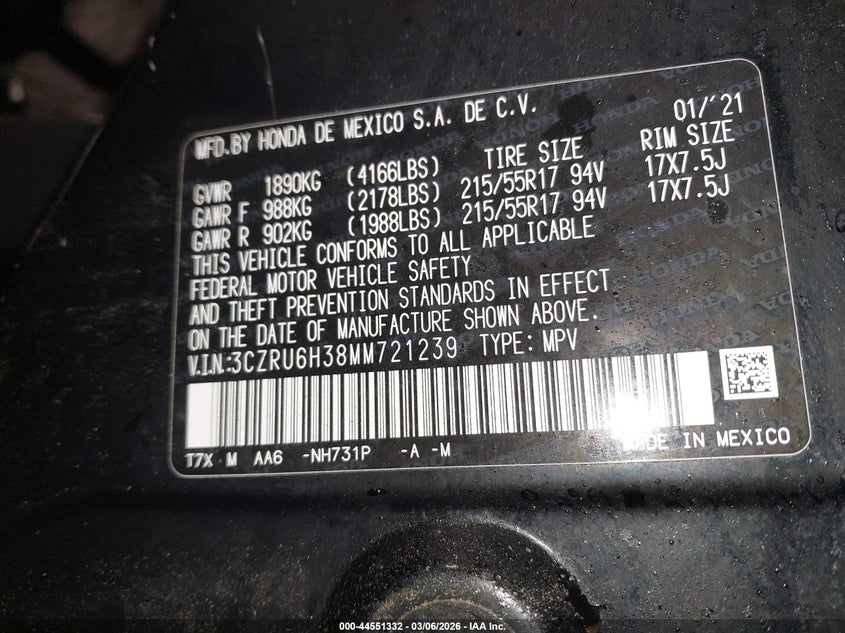 MFD. BY HONDA DE MEXICO S.A. DE C.V. 01/'21
GVWR 1890KG (4166LBS) TIRE SIZE RIM SIZE
GAWR F 988KG (2178LBS) 215/55R17 94V 17X7.5J
GAWR R 902KG (1988LBS) 215/55R17 94V 17X7.5J
THIS VEHICLE CONFORMS TO ALL APPLICABLE
FEDERAL MOTOR VEHICLE SAFETY
AND THEFT PREVENTION STANDARDS IN EFFECT
ON THE DATE OF MANUFACTURE SHOWN ABOVE.
V.I.N.:3CZRU6H38MM721239 TYPE: MPV
T7X M AA6 -NH731P -A -M MADE IN MEXICO
000-44551332 - 03/06/2026 - IAA Inc.